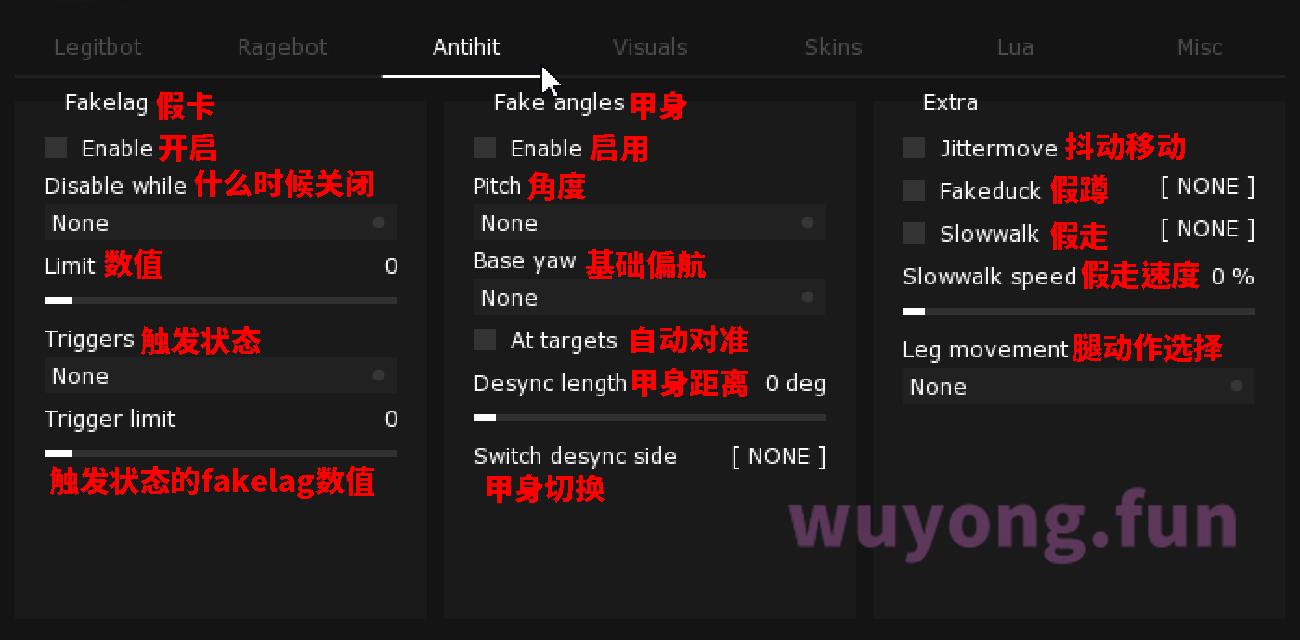 Legitbot Ragebot Antihit Visuals Skins Lua Misc
Fakelag 假卡
Enable 开启
Disable while 什么时候关闭
None
Limit 数值 0
Triggers 触发状态
None
Trigger limit 0
触发状态的fakelag数值
Fake angles 甲身
Enable 启用
Pitch 角度
None
Base yaw 基础偏航
None
At targets 自动对准
Desync length 甲身距离 0 deg
Switch desync side [ NONE ]
甲身切换
Extra
Jittermove 抖动移动
Fakeduck 假蹲 [ NONE ]
Slowwalk 假走 [ NONE ]
Slowwalk speed 假走速度 0 %
Leg movement 腿动作选择
None
wuyong.fun